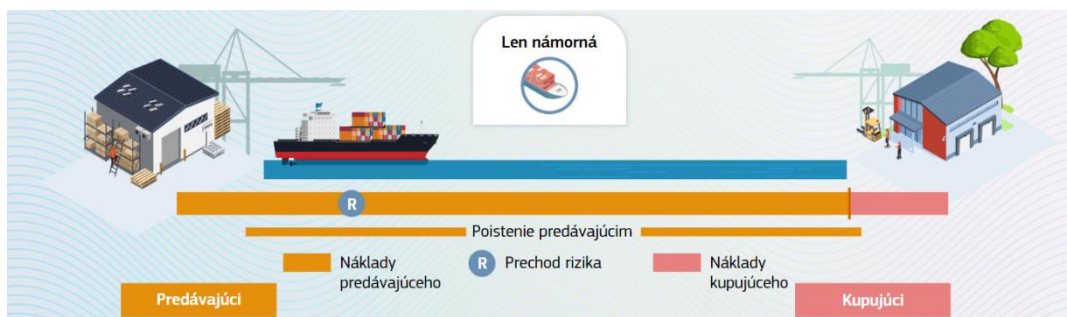 Len námorná
R
Poistenie predávajúcim
Náklady
predávajúceho
R
Prechod rizika
Náklady
kupujúceho
Predávajúci
Kupujúci